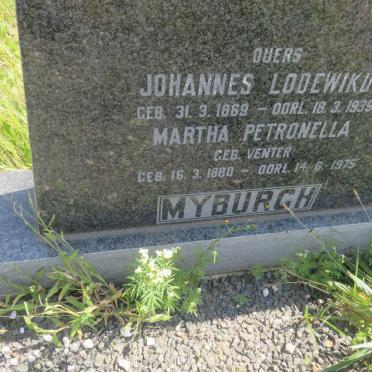 OUERS
JOHANNES LODEWIKU
GEB. 31. 3. 1869 - OORL. 18. 3. 1939
MARTHA PETRONELLA
GEB. VENTER
GEB. 16. 3. 1880 - OORL. 14. 6. 1975
MYBURGH